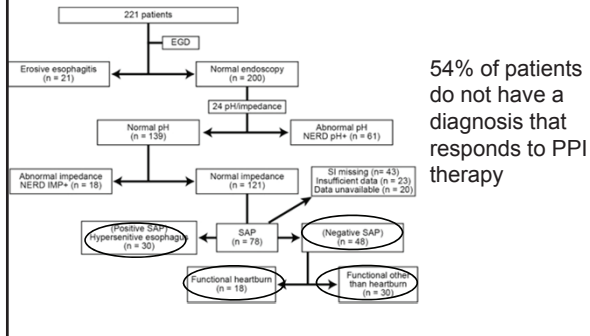 221 patients
EGD
Erosive esophagitis
(n = 21)
Normal endoscopy
(n = 200)
24 pH/impedance
Normal pH
(n = 139)
Abnormal pH
NERD pH+ (n = 61)
Abnormal impedance
NERD IMP+ (n = 18)
Normal impedance
(n = 121)
SI missing (n= 43)
Insufficient data (n = 23)
Data unavailable (n = 20)
(Positive SAP)
Hypersenitive esophagus
(n = 30)
SAP
(n = 78)
(Negative SAP)
(n = 48)
Functional heartburn
(n = 18)
Functional other
than heartburn
(n = 30)
54% of patients
do not have a
diagnosis that
responds to PPI
therapy